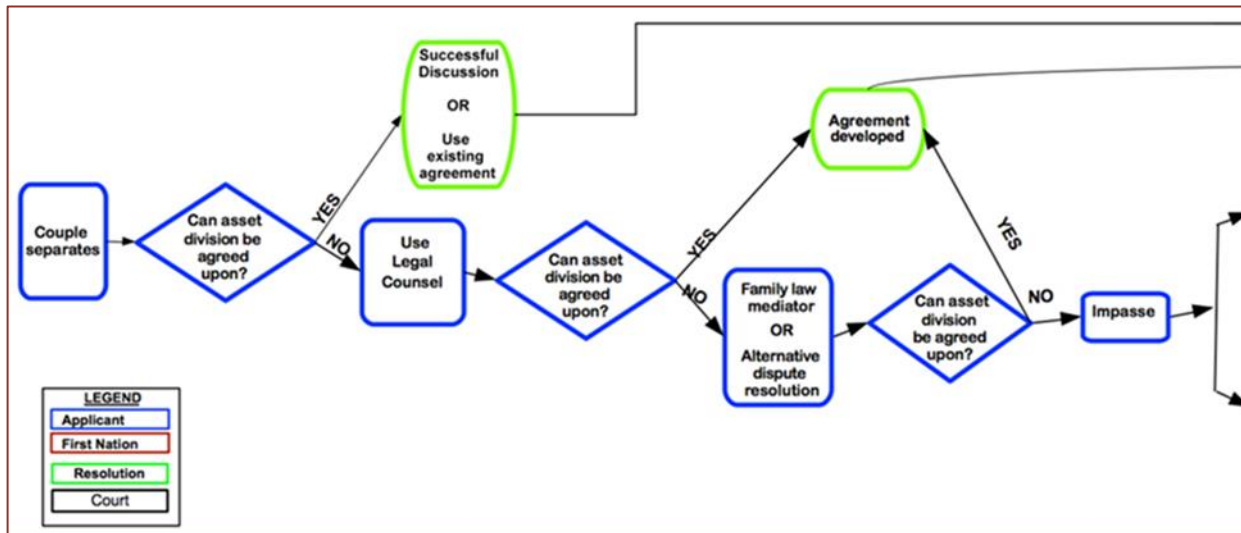 Couple
separates
Can asset
division be
agreed
upon?
YES
NO
Successful
Discussion
OR
Use
existing
agreement
Use
Legal
Counsel
Can asset
division be
agreed
upon?
YES
NO
Agreement
developed
Family law
mediator
OR
Alternative
dispute
resolution
Can asset
division
be agreed
upon?
YES
NO
Impasse
LEGEND
Applicant
First Nation
Resolution
Court